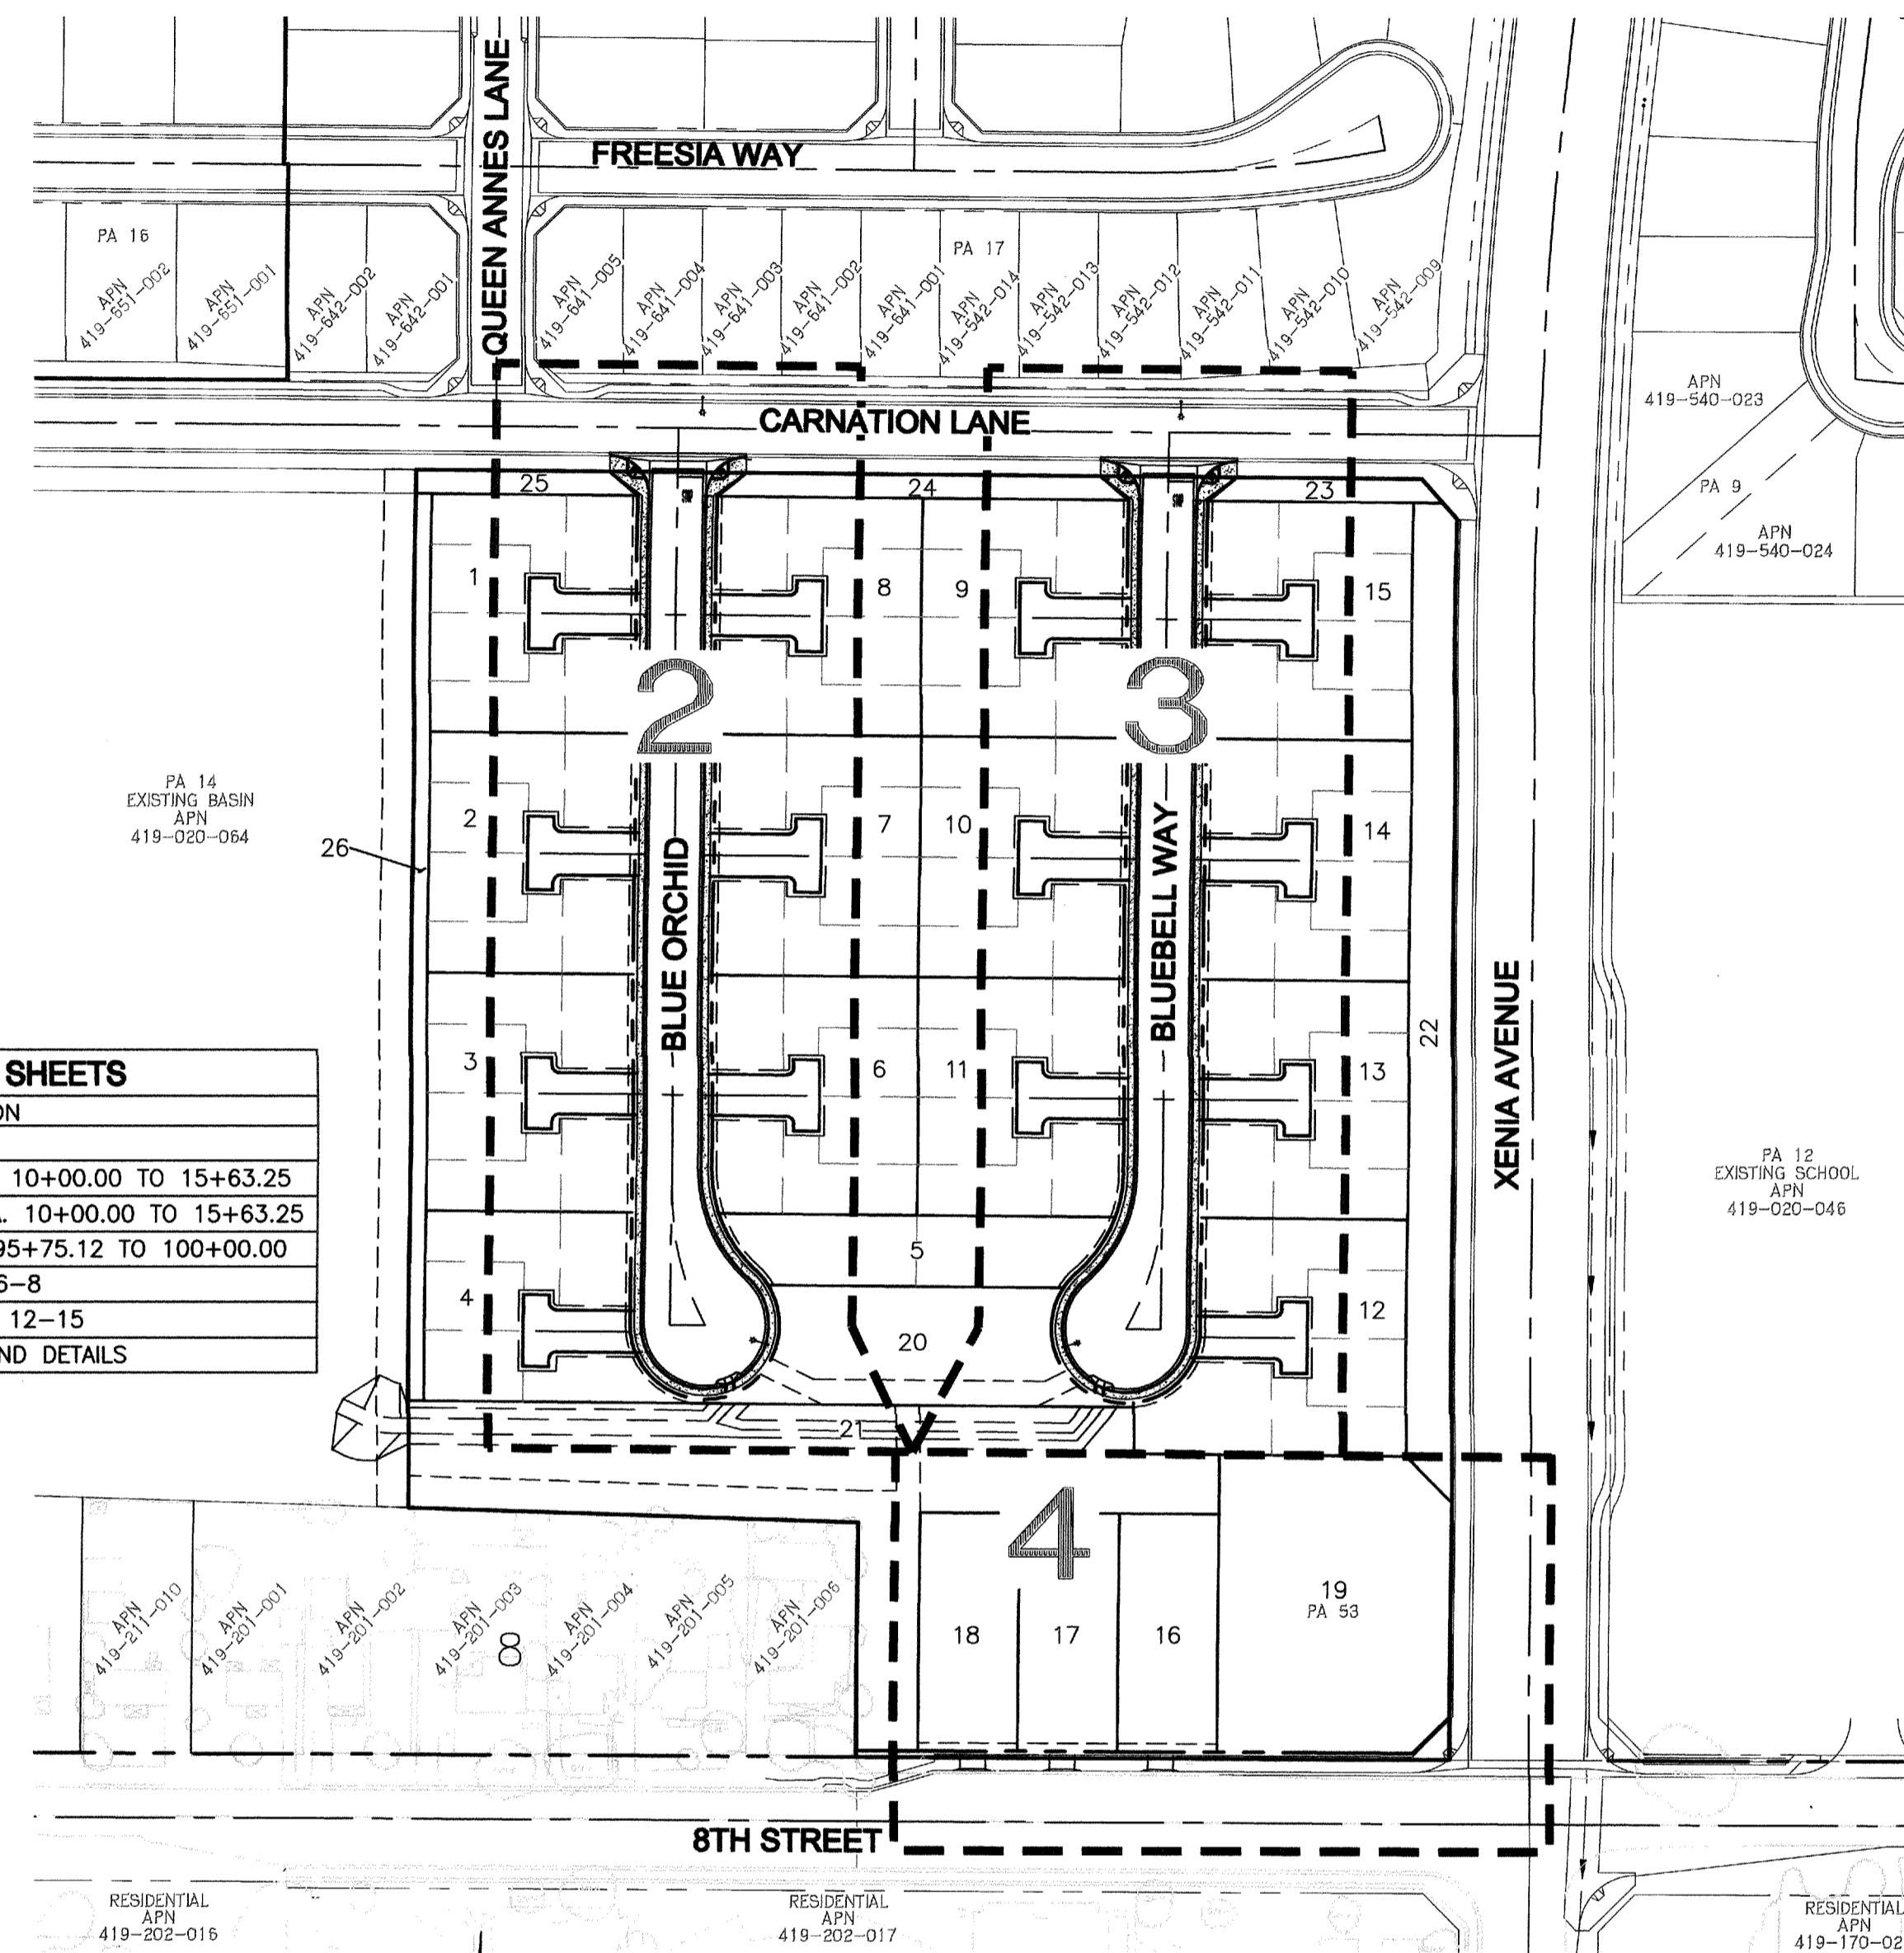 QUEEN ANNES LANE
FREESIA WAY
PA 16
APN
419-651-002
APN
419-651-001
APN
419-642-002
APN
419-642-001
APN
419-641-005
APN
419-641-004
APN
419-641-003
APN
419-641-002
APN
419-641-001
PA 17
APN
419-542-014
APN
419-542-013
APN
419-542-012
APN
419-542-011
APN
419-542-010
APN
419-542-009
APN
419-540-023
PA 9
APN
419-540-024
CARNATION LANE
25
24
23
1
8
9
15
2
3
PA 14
EXISTING BASIN
APN
419-020-064
26
2
7
10
14
BLUE ORCHID
BLUEBELL WAY
3
6
11
13
22
XENIA AVENUE
PA 12
EXISTING SCHOOL
APN
419-020-046
SHEETS
ON
10+00.00 TO 15+63.25
. 10+00.00 TO 15+63.25
95+75.12 TO 100+00.00
6-8
12-15
ND DETAILS
5
4
12
20
21
4
18
17
16
19
PA 53
APN
419-211-010
APN
419-201-001
APN
419-201-002
APN
419-201-003
8
APN
419-201-004
APN
419-201-005
APN
419-201-006
8TH STREET
RESIDENTIAL
APN
419-202-016
RESIDENTIAL
APN
419-202-017
RESIDENTIAL
APN
419-170-02